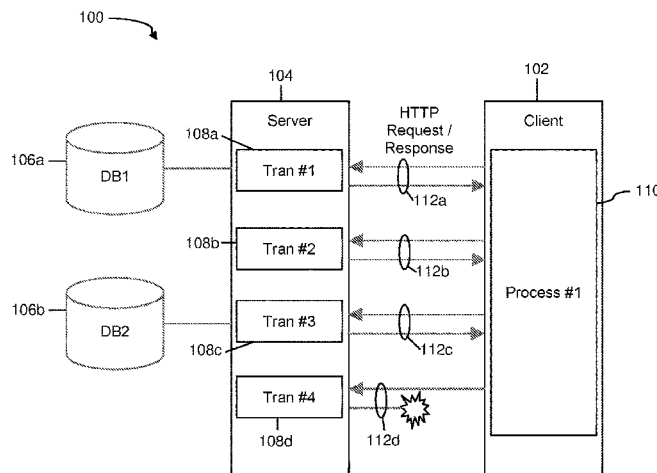 100
104
102
Server
HTTP
Request /
Response
Client
108a
106a
DB1
Tran #1
112a
110
108b
Tran #2
112b
106b
DB2
Tran #3
108c
112c
Process #1
Tran #4
108d
112d